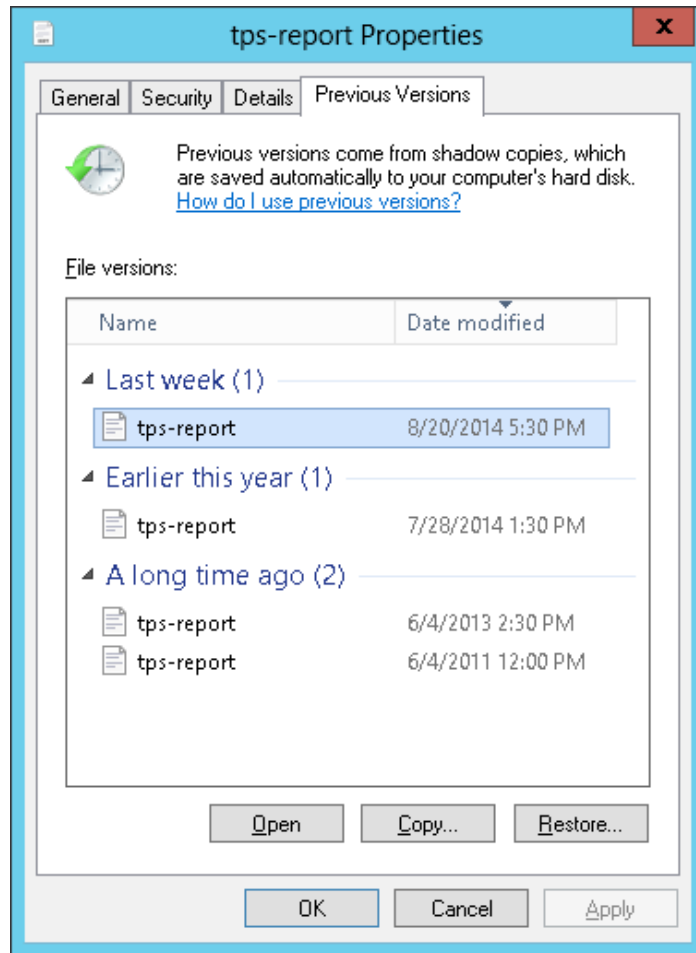 tps-report Properties
x
General Security Details Previous Versions
Previous versions come from shadow copies, which
are saved automatically to your computer's hard disk.
How do I use previous versions?
File versions:
Name Date modified
Last week (1)
tps-report 8/20/2014 5:30 PM
Earlier this year (1)
tps-report 7/28/2014 1:30 PM
A long time ago (2)
tps-report 6/4/2013 2:30 PM
tps-report 6/4/2011 12:00 PM
Open Copy... Restore...
OK Cancel Apply